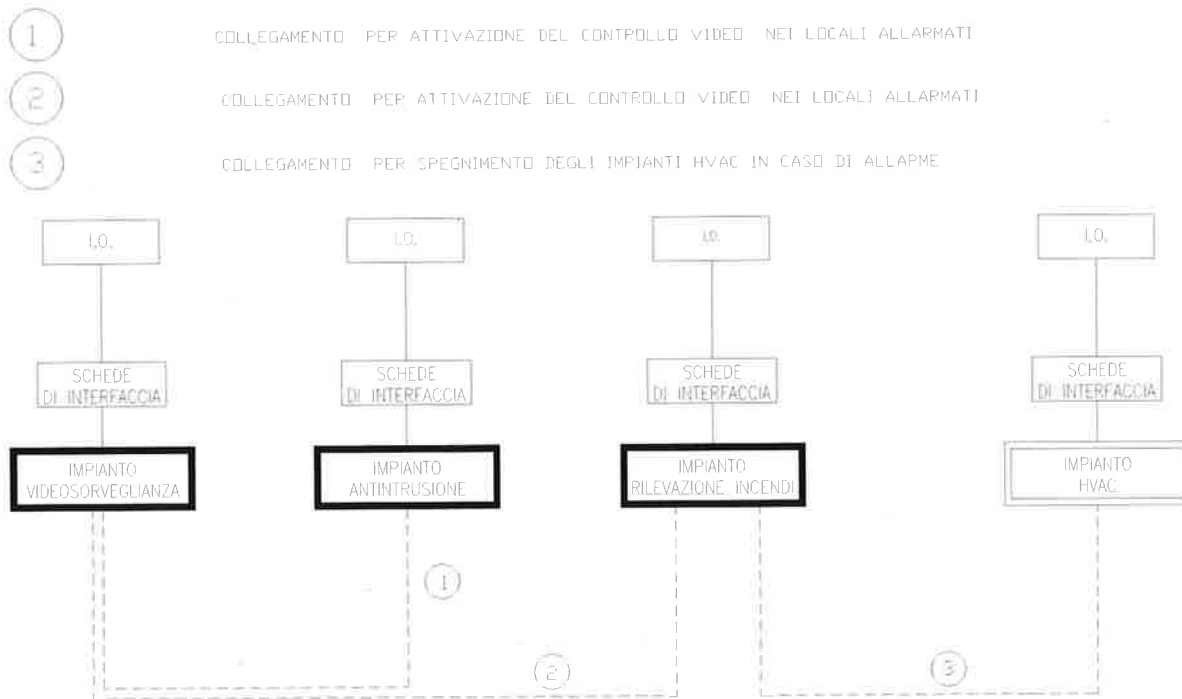 1 COLLEGAMENTO PER ATTIVAZIONE DEL CONTROLLO VIDEO NEI LOCALI ALLARMATI
2 COLLEGAMENTO PER ATTIVAZIONE DEL CONTROLLO VIDEO NEI LOCALI ALLARMATI
3 COLLEGAMENTO PER SPEGNIMENTO DEGLI IMPIANTI HVAC IN CASO DI ALLARME
I.O. I.O. I.O. I.O.
SCHEDE SCHEDE SCHEDE SCHEDE
DI INTERFACCIA DI INTERFACCIA DI INTERFACCIA DI INTERFACCIA
IMPIANTO IMPIANTO IMPIANTO IMPIANTO
VIDEOSORVEGLIANZA ANTINTRUSIONE RILEVAZIONE INCENDI HVAC
1
2 3